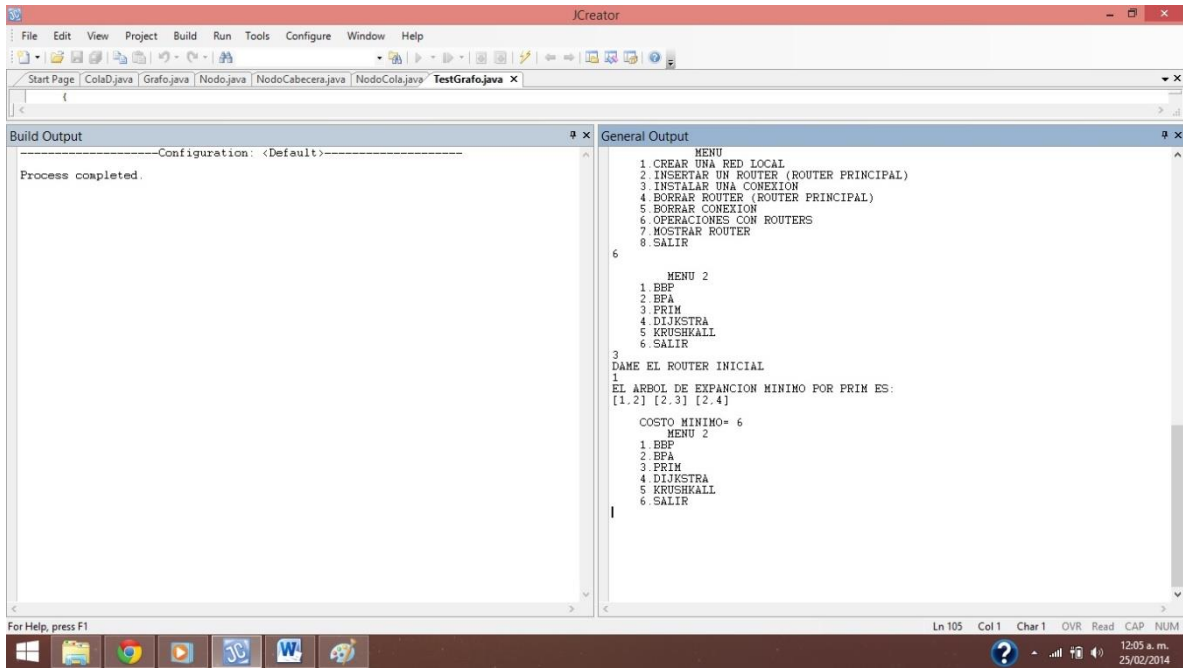 JCreator
File Edit View Project Build Run Tools Configure Window Help
Start Page ColaD.java Grafo.java Nodo.java NodoCabecera.java NodoCola.java TestGrafo.java
{
Build Output
--------------------Configuration: <Default>--------------------
Process completed.
General Output
MENU
1.CREAR UNA RED LOCAL
2.INSERTAR UN ROUTER (ROUTER PRINCIPAL)
3.INSTALAR UNA CONEXION
4.BORRAR ROUTER (ROUTER PRINCIPAL)
5.BORRAR CONEXION
6.OPERACIONES CON ROUTERS
7.MOSTRAR ROUTER
8.SALIR
6
MENU 2
1.BBP
2.BPA
3.PRIM
4.DIJKSTRA
5 KRUSHKALL
6.SALIR
3
DAME EL ROUTER INICIAL
1
EL ARBOL DE EXPANCION MINIMO POR PRIM ES:
[1,2] [2,3] [2,4]
COSTO MINIMO= 6
MENU 2
1.BBP
2.BPA
3.PRIM
4.DIJKSTRA
5 KRUSHKALL
6.SALIR
For Help, press F1
Ln 105 Col 1 Char 1 OVR Read CAP NUM
12:05 a. m.
25/02/2014